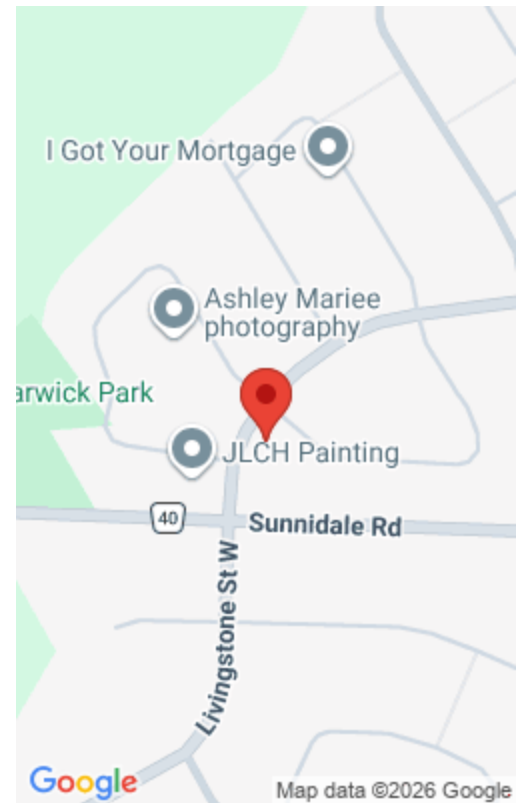 I Got Your Mortgage
Ashley Mariee
photography
arwick Park
JLCH Painting
40
Sunnidale Rd
Livingstone St W
Google
Map data ©2026 Google